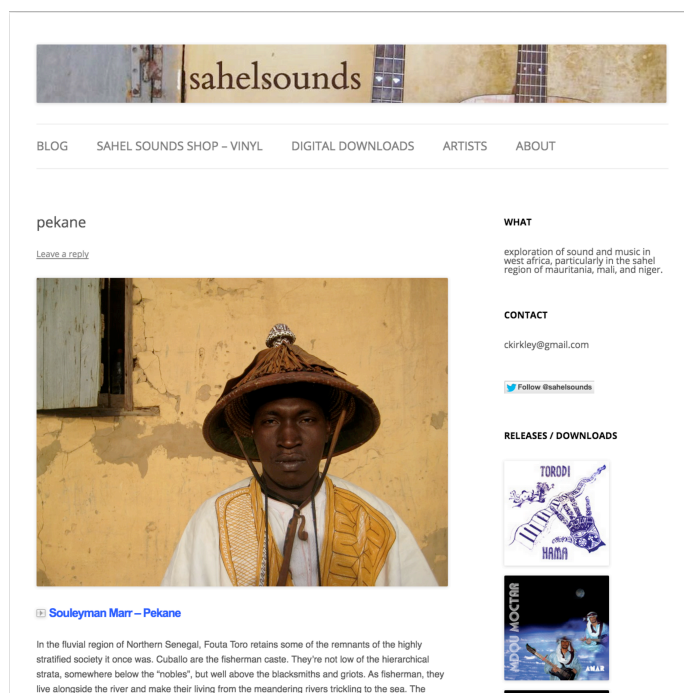 sahelsounds
BLOG SAHEL SOUNDS SHOP – VINYL DIGITAL DOWNLOADS ARTISTS ABOUT
pekane
Leave a reply
Souleyman Marr – Pekane
In the fluvial region of Northern Senegal, Fouta Toro retains some of the remnants of the highly
stratified society it once was. Cuballo are the fisherman caste. They're not low of the hierarchical
strata, somewhere below the “nobles”, but well above the blacksmiths and griots. As fisherman, they
live alongside the river and make their living from the meandering rivers trickling to the sea. The
WHAT
exploration of sound and music in
west africa, particularly in the sahel
region of mauritania, mali, and niger.
CONTACT
ckirkley@gmail.com
Follow @sahelsounds
RELEASES / DOWNLOADS
TORODI
HAMA
MDOU MOCTAR
ANAR